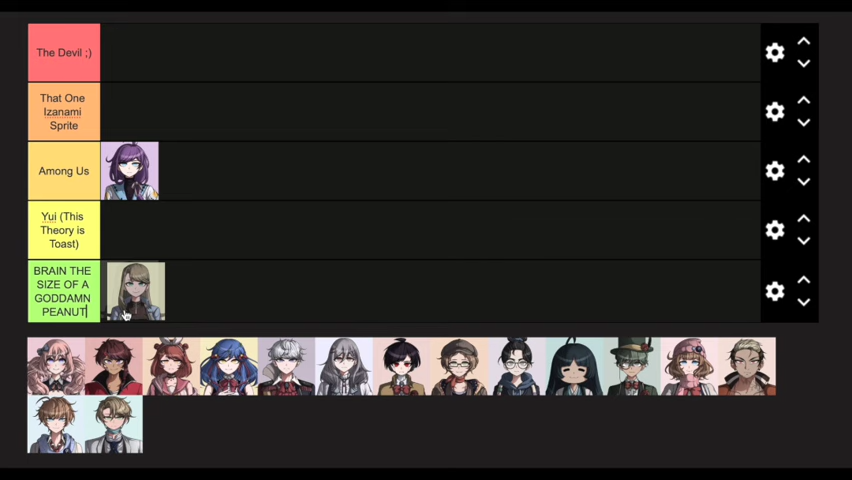 The Devil ;)
That One
Izanami
Sprite
Among Us
Yui (This
Theory is
Toast)
BRAIN THE
SIZE OF A
GODDAMN
PEANUT